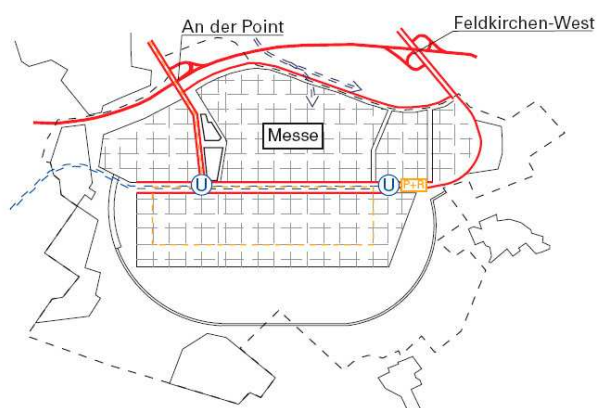 An der Point
Feldkirchen-West
Messe
U
U
P+R